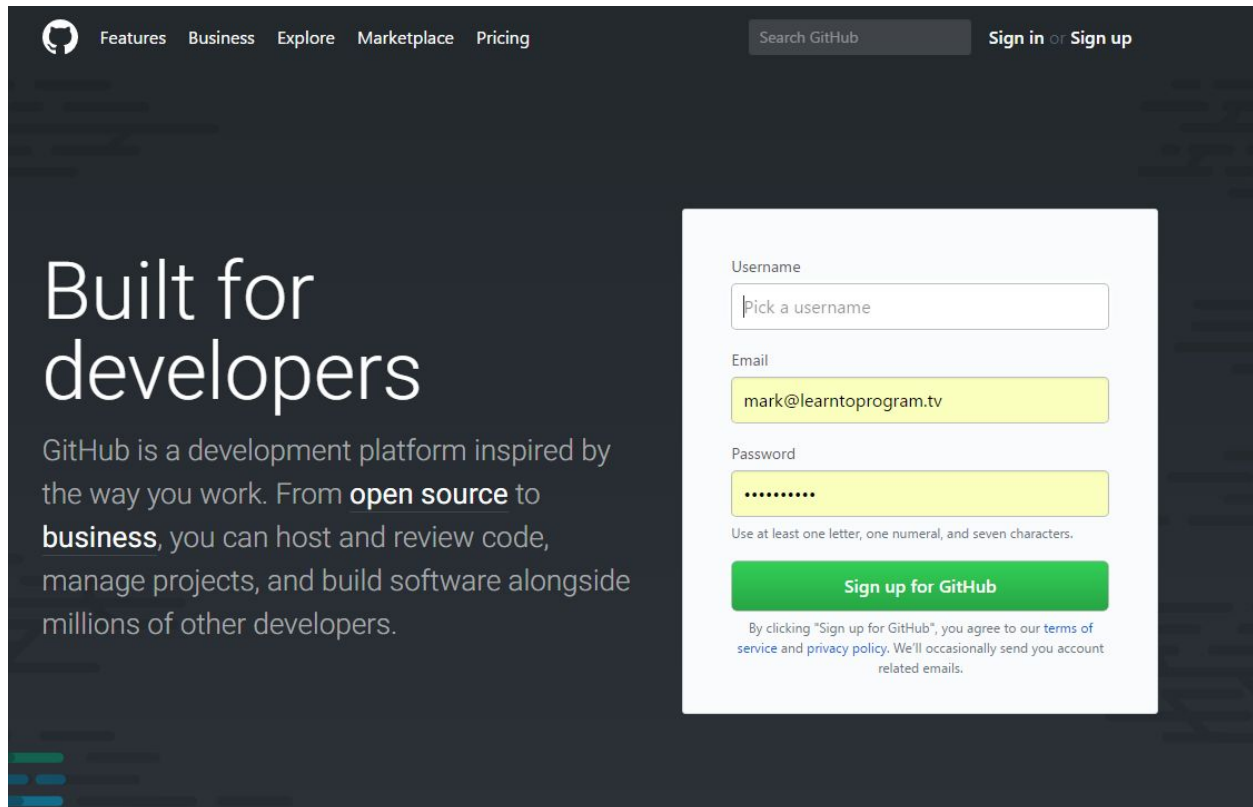 Features Business Explore Marketplace Pricing Search GitHub Sign in or Sign up
Built for
developers
GitHub is a development platform inspired by
the way you work. From open source to
business, you can host and review code,
manage projects, and build software alongside
millions of other developers.
Username
Pick a username
Email
mark@learntoprogram.tv
Password
••••••••••
Use at least one letter, one numeral, and seven characters.
Sign up for GitHub
By clicking "Sign up for GitHub", you agree to our terms of
service and privacy policy. We'll occasionally send you account
related emails.